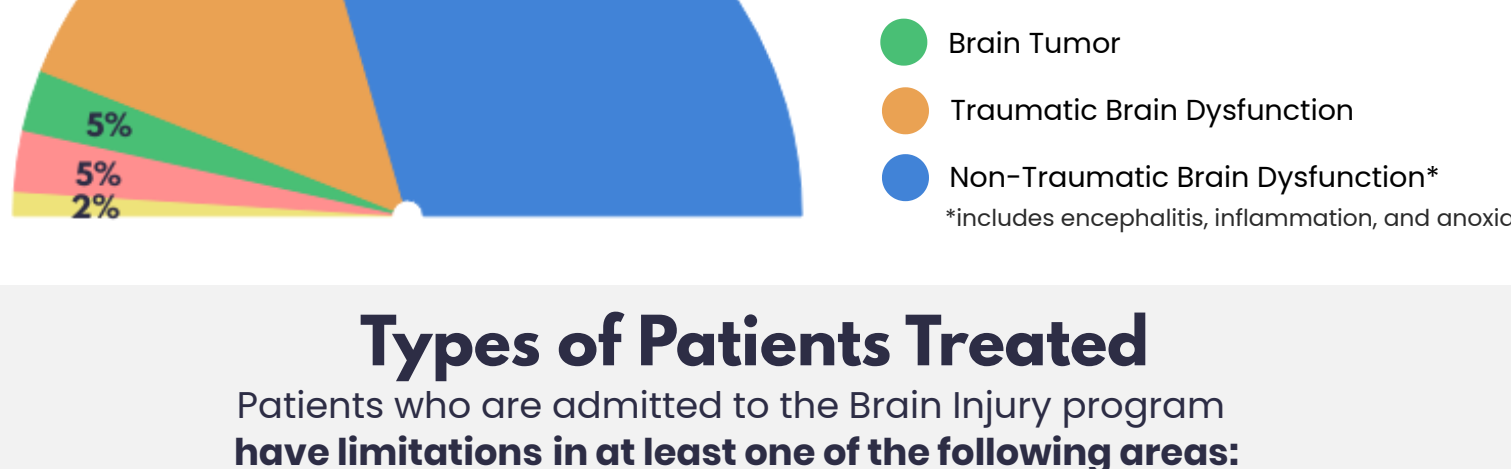 Brain Tumor
5%
Traumatic Brain Dysfunction
5%
Non-Traumatic Brain Dysfunction*
2%
*includes encephalitis, inflammation, and
Types of Patients Treated
Patients who are admitted to the Brain Injury program
have limitations in at least one of the following areas: